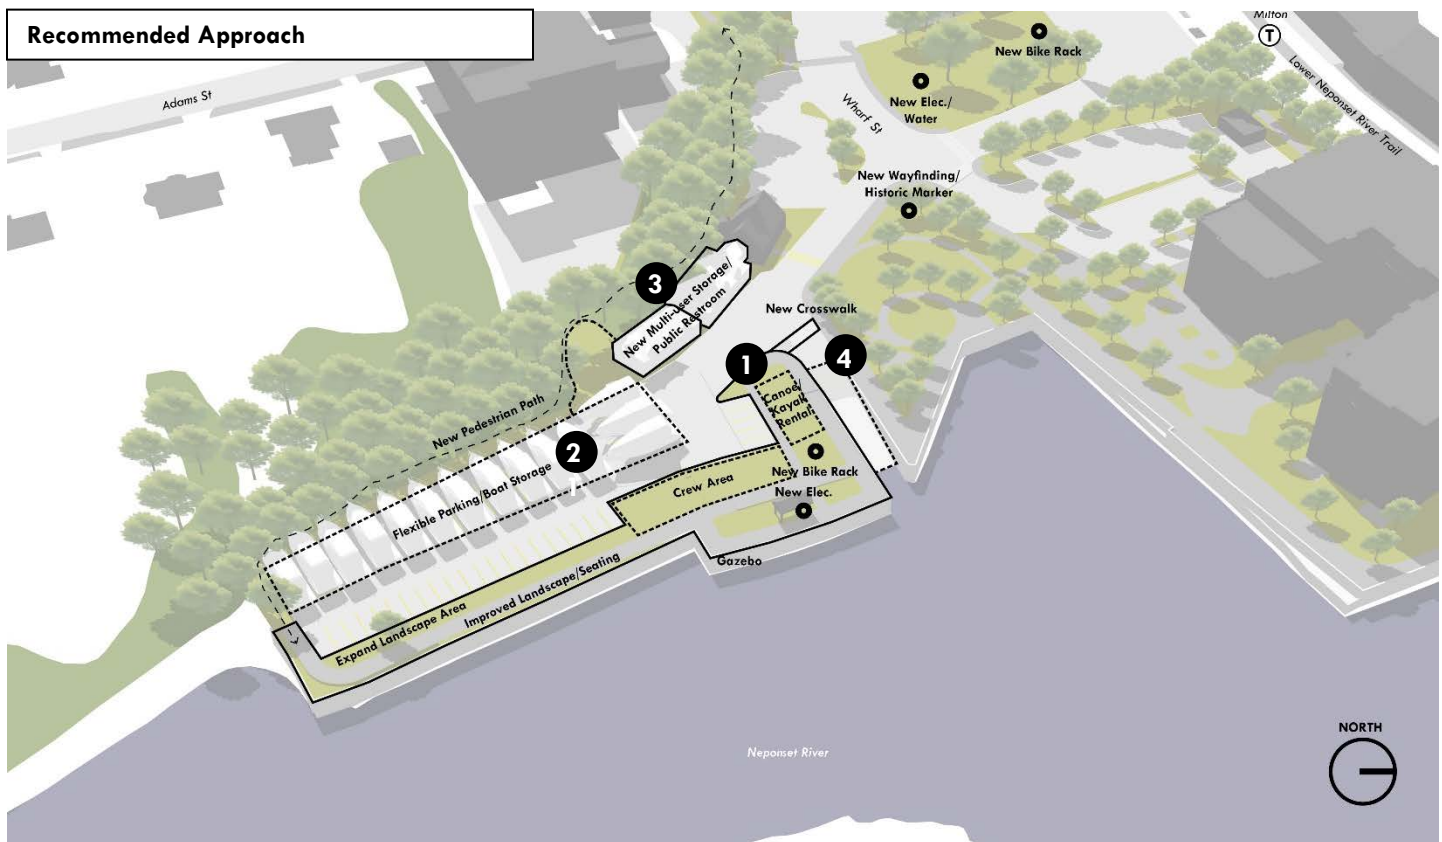 Recommended Approach
Milton
T
New Bike Rack
Lower Neponset River Trail
Adams St
New Elec./
Water
Wharf St
New Wayfinding/
Historic Marker
3
New Multi-user Storage/
Public Restroom
New Crosswalk
1
4
Canoe/
Kayak
Rental
New Pedestrian Path
2
Flexible Parking/Boat Storage
New Bike Rack
Crew Area
New Elec.
Gazebo
Improved Landscape/Seating
Expand Landscape Area
Neponset River
NORTH